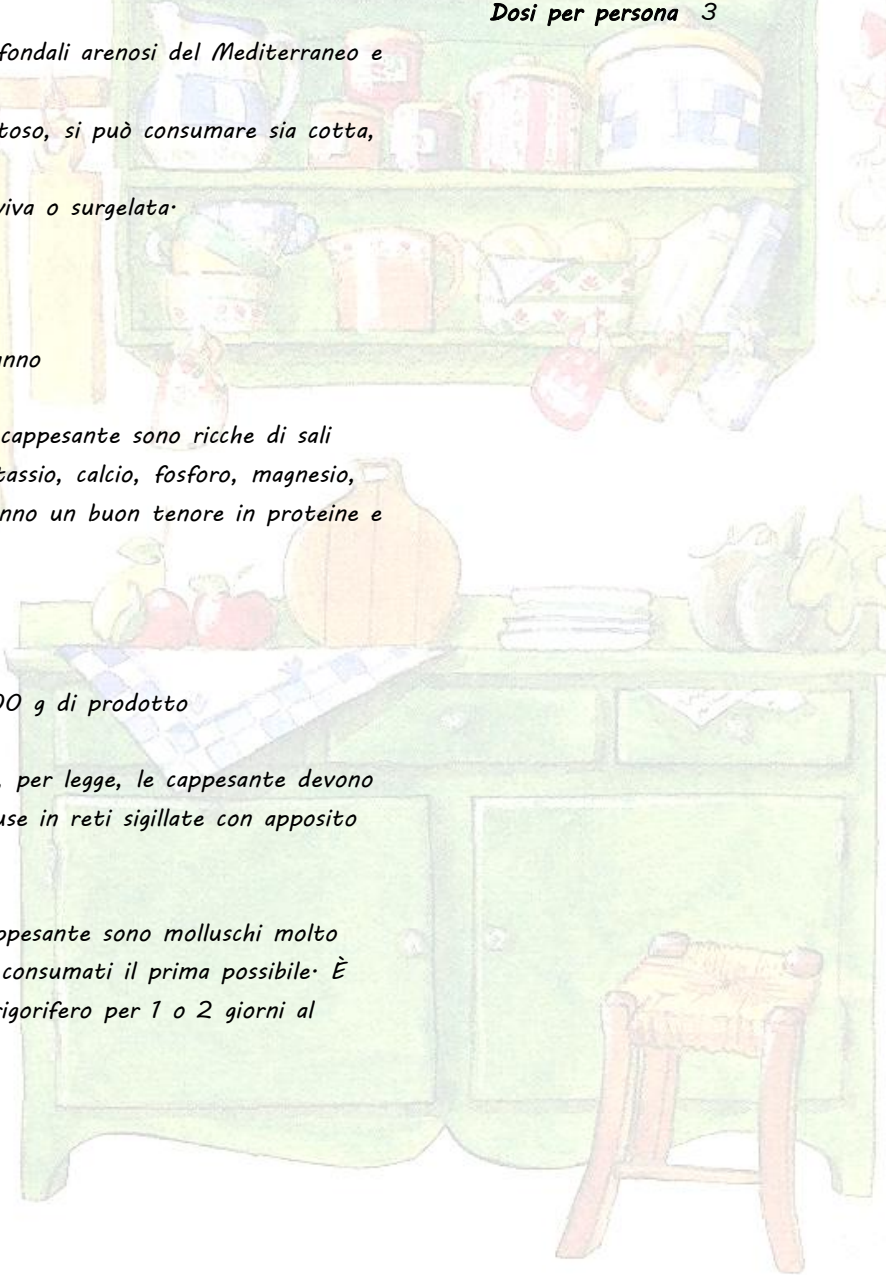 Dosi per persona 3
fondali arenosi del Mediterraneo e
toso, si può consumare sia cotta,
viva o surgelata.
anno
cappesante sono ricche di sali
tassio, calcio, fosforo, magnesio,
nno un buon tenore in proteine e
00 g di prodotto
per legge, le cappesante devono
use in reti sigillate con apposito
ppesante sono molluschi molto
consumati il prima possibile. È
rigorifero per 1 o 2 giorni al